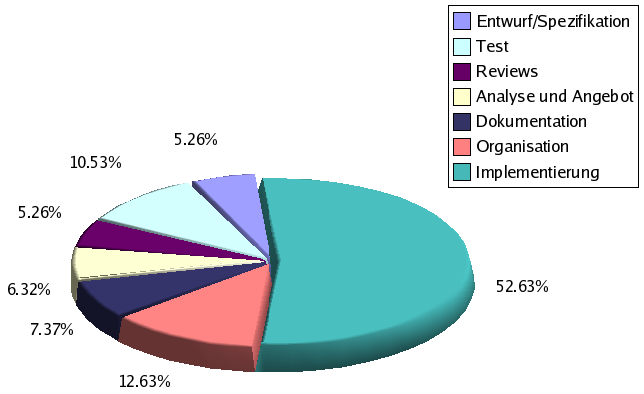 Entwurf/Spezifikation
Test
Reviews
Analyse und Angebot
Dokumentation
Organisation
Implementierung
5.26%
10.53%
5.26%
6.32%
7.37%
12.63%
52.63%